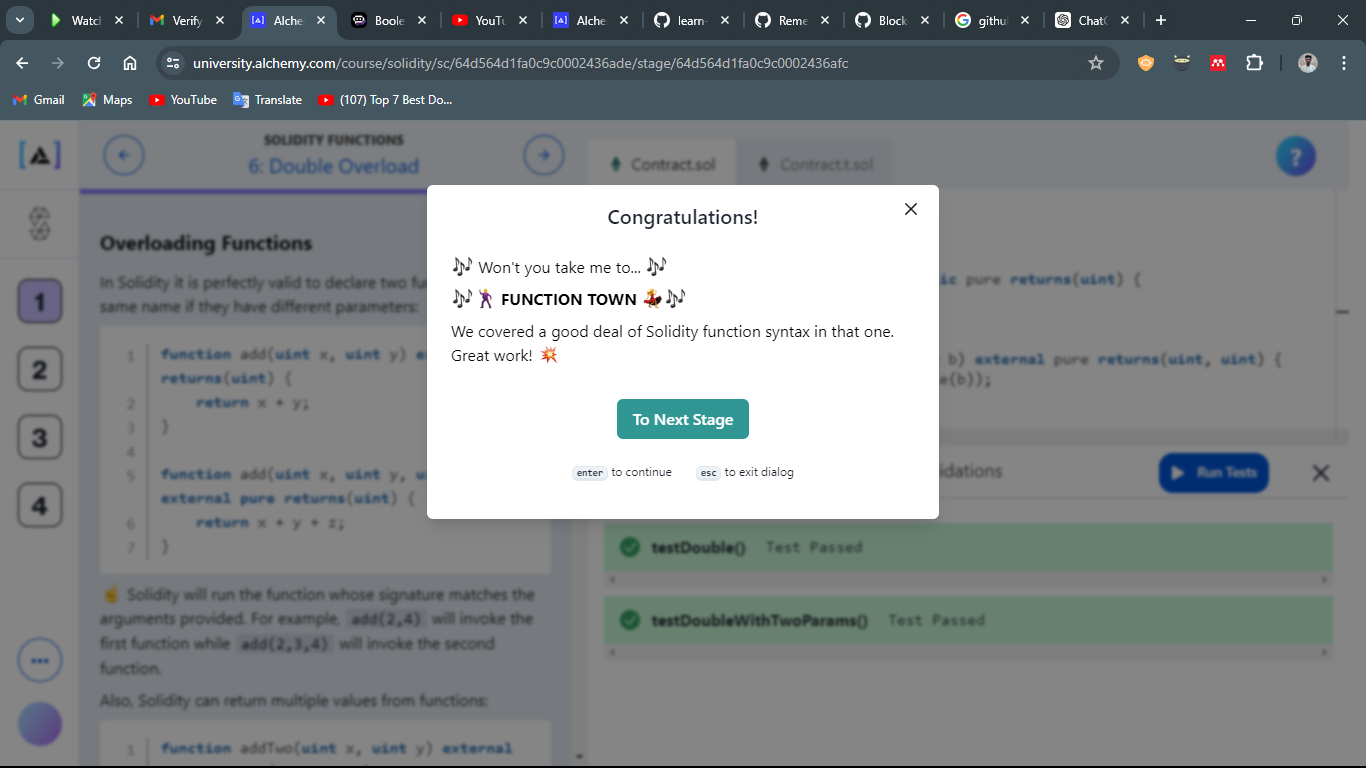 Watch
Verify
Alche
Boole
YouTu
Alche
learn-
Reme
Block
githul
ChatG
university.alchemy.com/course/solidity/sc/64d564d1fa0c9c0002436ade/stage/64d564d1fa0c9c0002436afc
Gmail
Maps
YouTube
Translate
(107) Top 7 Best Do...
SOLIDITY FUNCTIONS
6: Double Overload
1
2
3
4
Overloading Functions
In Solidity it is perfectly valid to declare two fu
same name if they have different parameters:
1 function add(uint x, uint y) e
returns(uint) {
2 return x + y;
3 }
4
5 function add(uint x, uint y, u
external pure returns(uint) {
6 return x + y + z;
7 }
☝️ Solidity will run the function whose signature matches the
arguments provided. For example, add(2,4) will invoke the
first function while add(2,3,4) will invoke the second
function.
Also, Solidity can return multiple values from functions:
1 function addTwo(uint x, uint y) external
Contract.sol
Contract.t.sol
?
ic pure returns(uint) {
b) external pure returns(uint, uint) {
e(b));
idations
Run Tests
testDouble() Test Passed
testDoubleWithTwoParams() Test Passed
Congratulations!
🎶 Won't you take me to... 🎶
🎶🕺 FUNCTION TOWN 💃🎶
We covered a good deal of Solidity function syntax in that one.
Great work! 💥
To Next Stage
enter to continue
esc to exit dialog